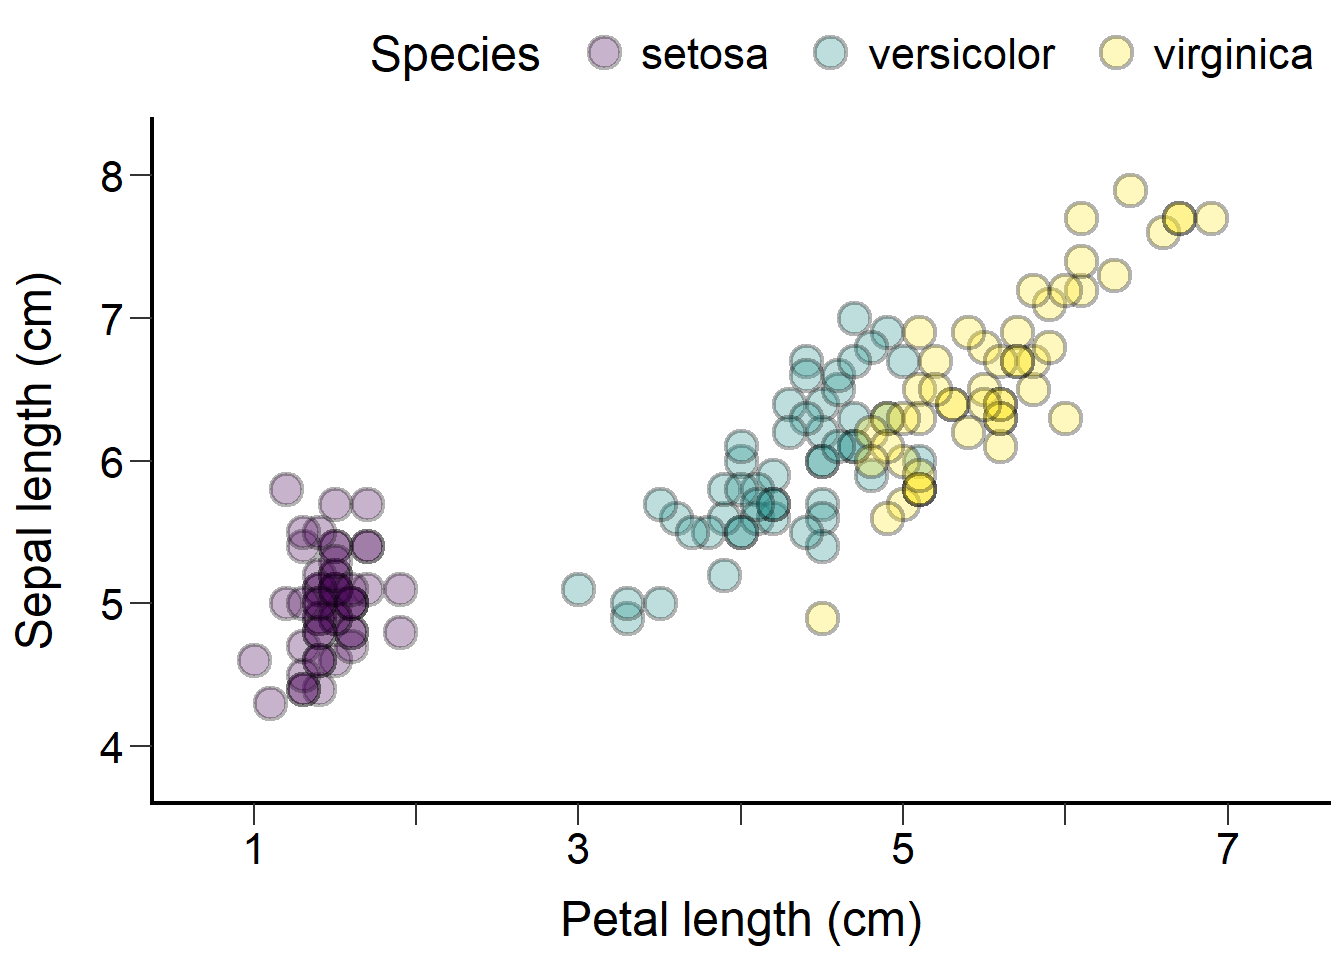 Species setosa versicolor virginica
8
7
6
5
4
Sepal length (cm)
1 3 5 7
Petal length (cm)